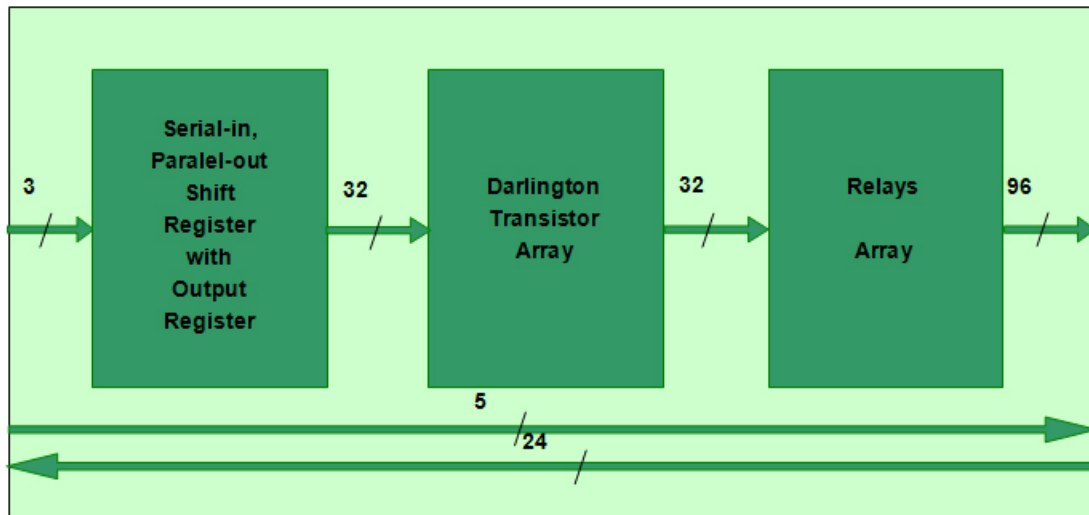 3
Serial-in,
Paralel-out
Shift
Register
with
Output
Register
32
Darlington
Transistor
Array
32
Relays
Array
96
5
24